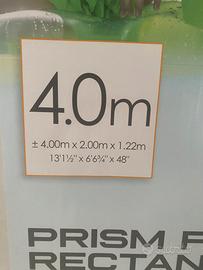 4.0m
± 4.00m x 2.00m x 1.22m
13'1½" x 6'6¾" x 48"
PRISM F
RECTAN